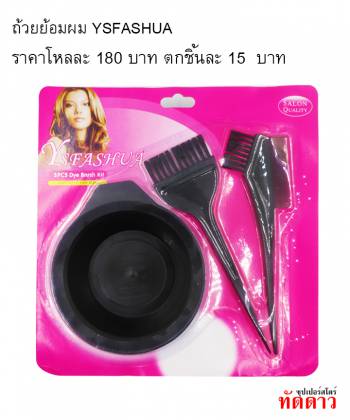 ถ้วยย้อมผม YSFASHUA
ราคาโหลละ 180 บาท ตกชิ้นละ 15 บาท
SALON
QUALITY
YSFASHUA
3PCS Dye Brush Kit
ซุปเปอร์สโตร์
ทัดดาว